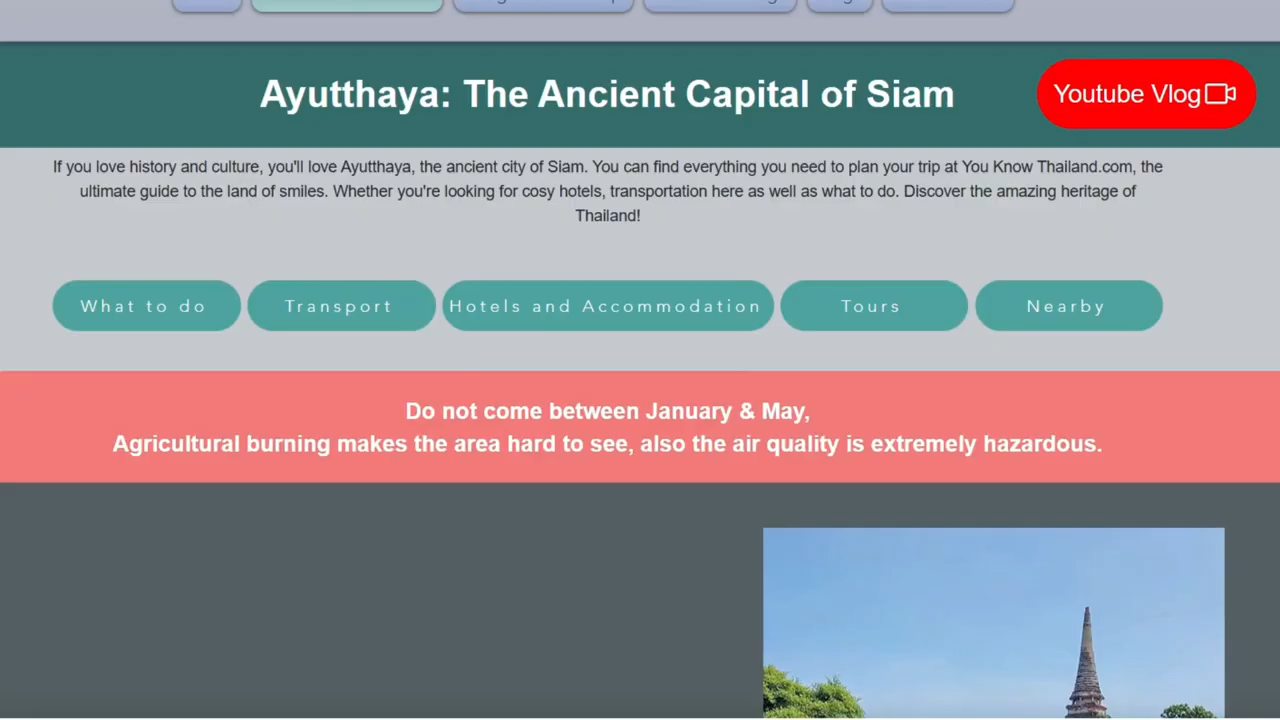 Ayutthaya: The Ancient Capital of Siam
Youtube Vlog
If you love history and culture, you'll love Ayutthaya, the ancient city of Siam. You can find everything you need to plan your trip at You Know Thailand.com, the
ultimate guide to the land of smiles. Whether you're looking for cosy hotels, transportation here as well as what to do. Discover the amazing heritage of
Thailand!
What to do
Transport
Hotels and Accommodation
Tours
Nearby
Do not come between January & May,
Agricultural burning makes the area hard to see, also the air quality is extremely hazardous.